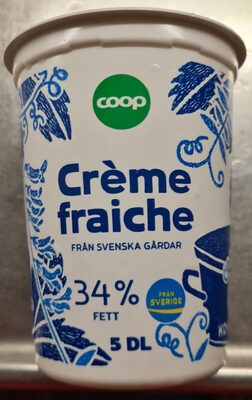 coop
Crème
fraiche
FRÅN SVENSKA GÅRDAR
34%
FETT
FRÅN
SVERIGE
5 DL